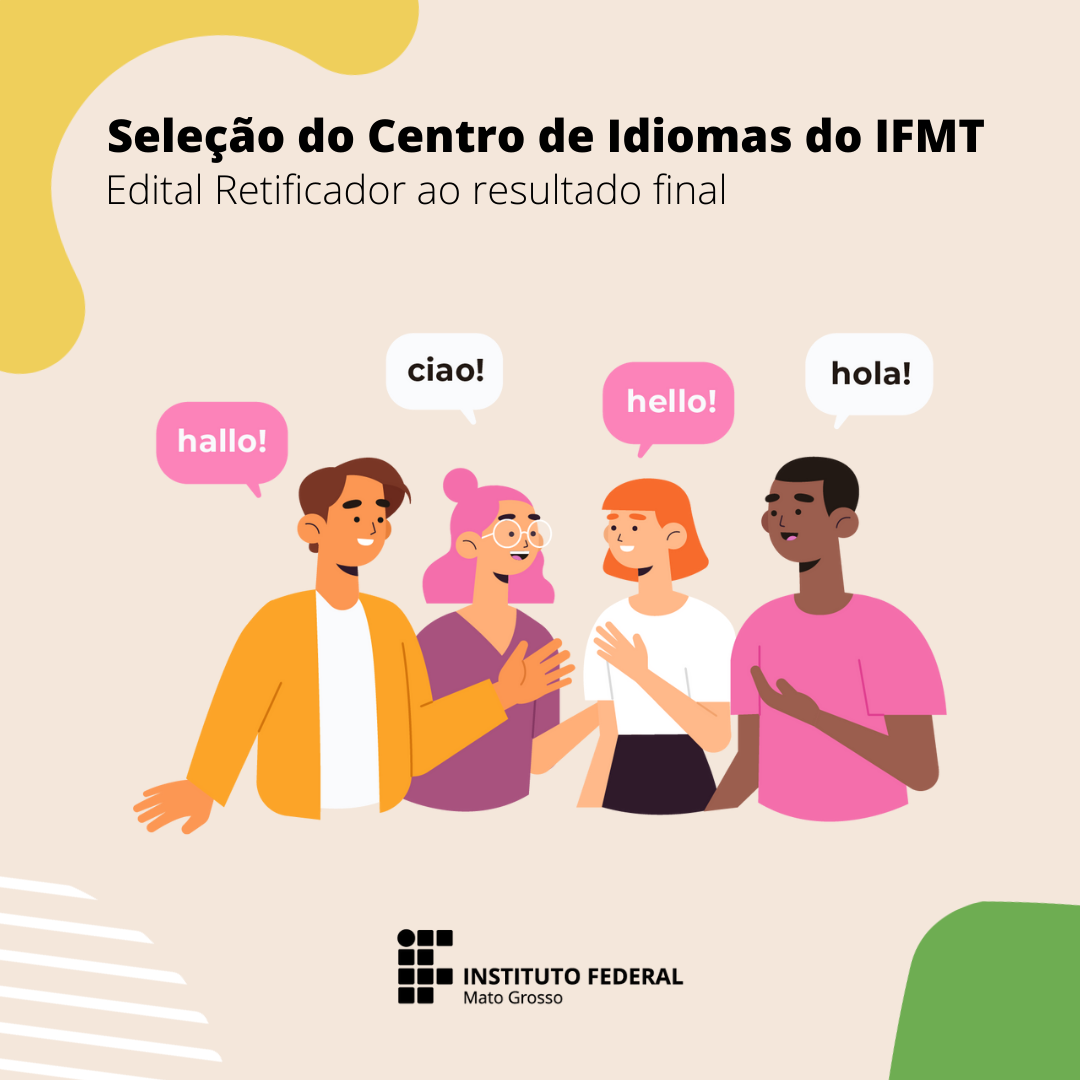 Seleção do Centro de Idiomas do IFMT
Edital Retificador ao resultado final
ciao!
hola!
hello!
hallo!
INSTITUTO FEDERAL
Mato Grosso